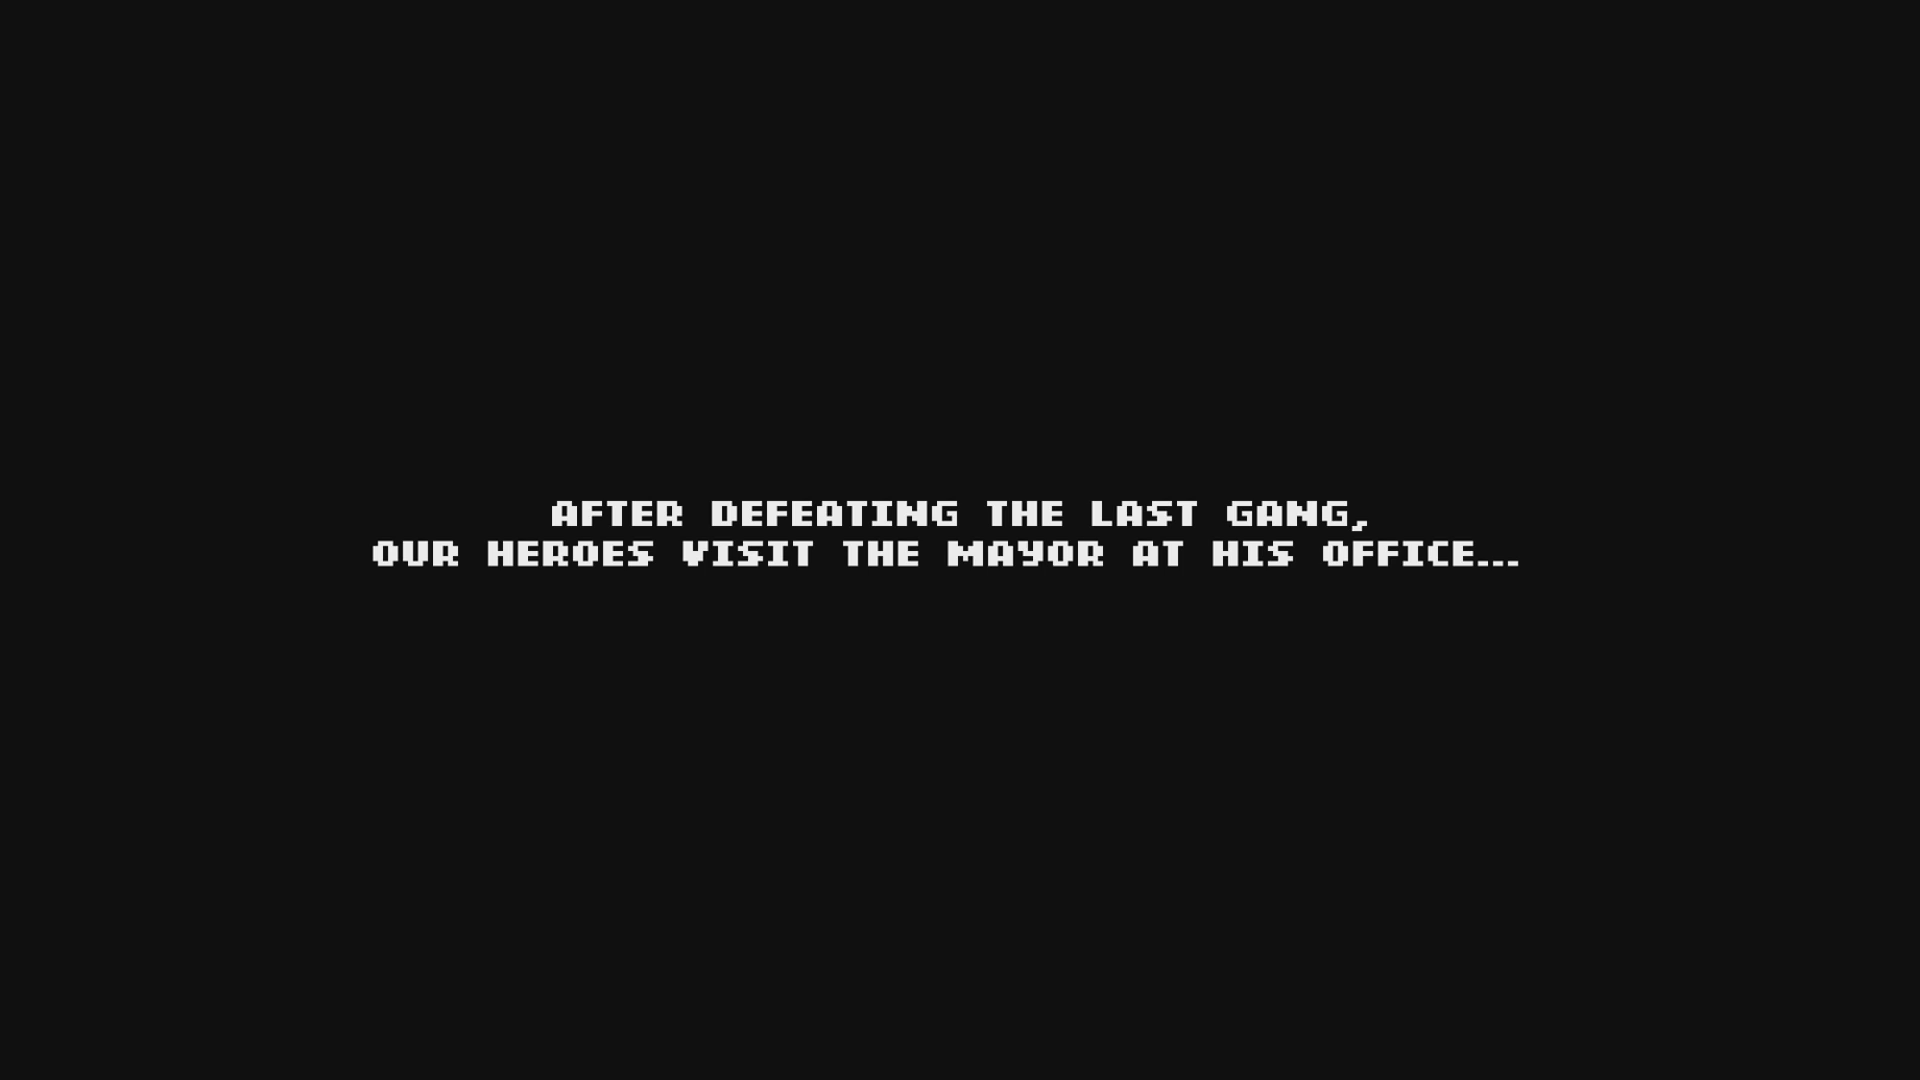 AFTER DEFEATING THE LAST GANG,
OUR HEROES VISIT THE MAYOR AT HIS OFFICE...